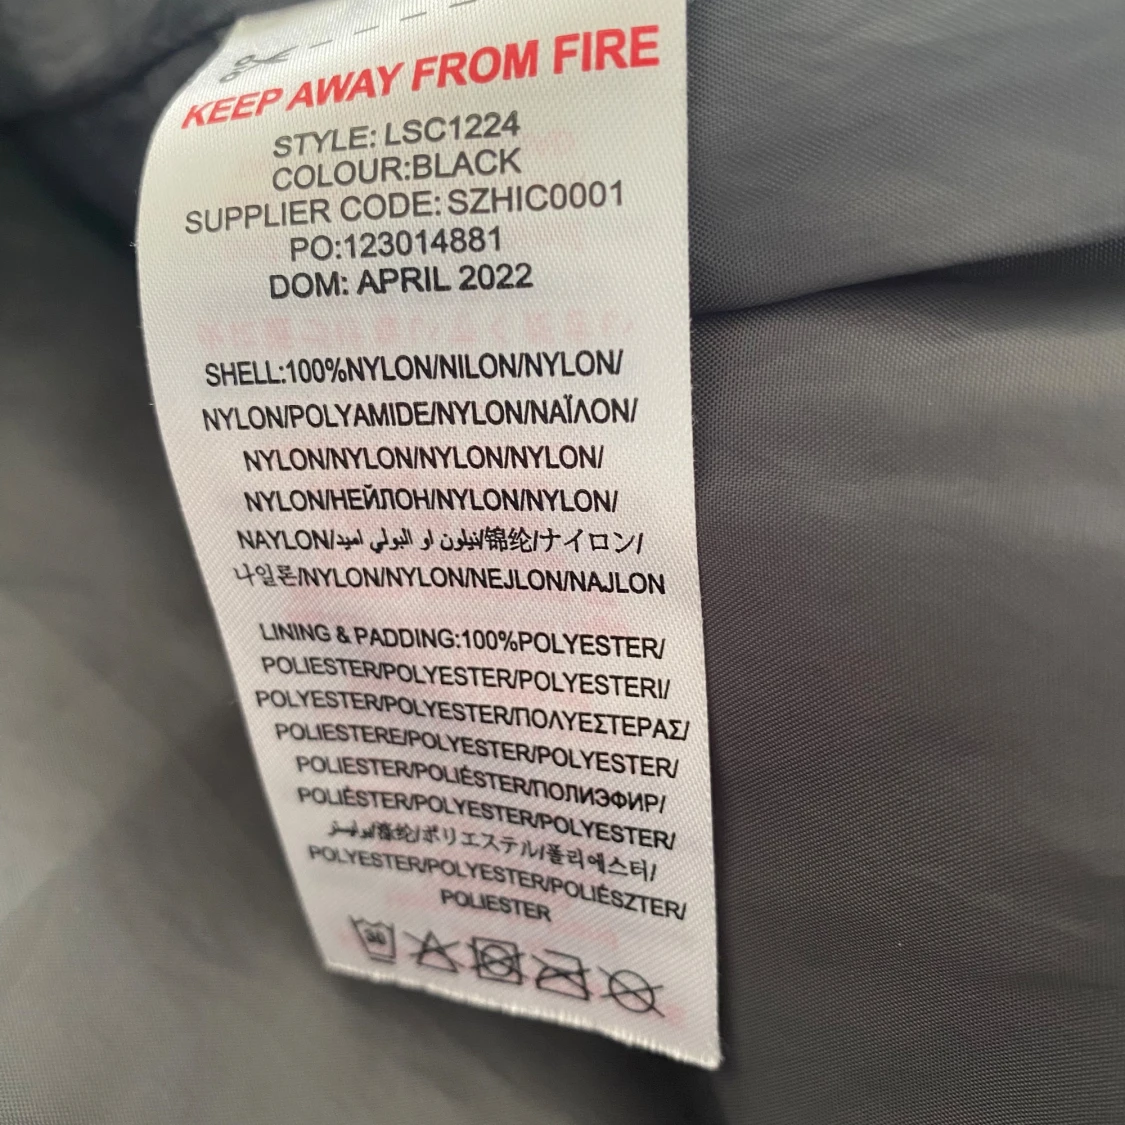 KEEP AWAY FROM FIRE
STYLE: LSC1224
COLOUR:BLACK
SUPPLIER CODE: SZHIC0001
PO:123014881
DOM: APRIL 2022
SHELL:100%NYLON/NILON/NYLON/
NYLON/POLYAMIDE/NYLON/ΝΑΪΛΟΝ/
NYLON/NYLON/NYLON/NYLON/
NYLON/НЕЙЛОН/NYLON/NYLON/
NAYLON/نيلون او البولي اميد/锦纶/ナイロン/
나일론/NYLON/NYLON/NEJLON/NAJLON
LINING & PADDING:100%POLYESTER/
POLIESTER/POLYESTER/POLYESTERI/
POLYESTER/POLYESTER/ΠΟΛΥΕΣΤΕΡΑΣ/
POLIESTERE/POLYESTER/POLYESTER/
POLIESTER/POLIÉSTER/ПОЛИЭФИР/
POLIÉSTER/POLYESTER/POLYESTER/
涤纶/ポリエステル/폴리에스터/
POLYESTER/POLYESTER/POLIÉSZTER/
POLIESTER
30